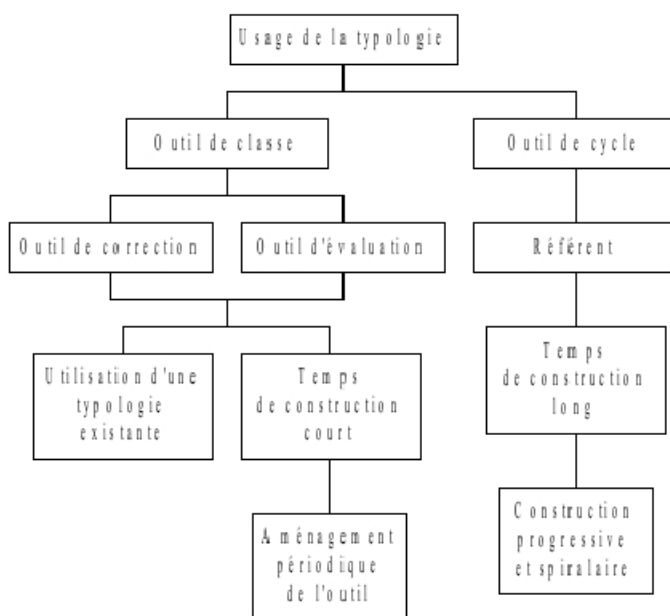 Usage de la typologie
Outil de classe
Outil de cycle
Outil de correction
Outil d'évaluation
Référent
Utilisation d'une
typologie
existante
Temps
de construction
court
Temps
de construction
long
Aménagement
périodique
de l'outil
Construction
progressive
et spiralaire